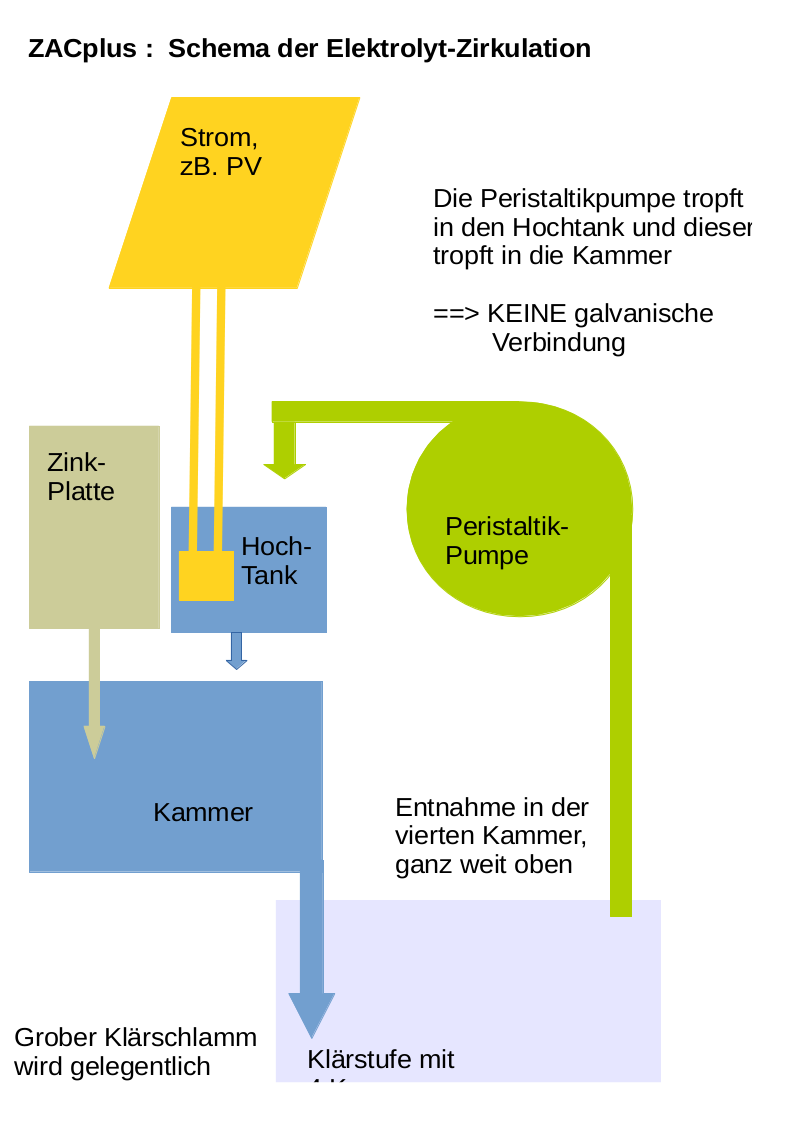 ZACplus :  Schema der Elektrolyt-Zirkulation
Strom,
zB. PV
Die Peristaltikpumpe tropft
in den Hochtank und dieser
tropft in die Kammer
==> KEINE galvanische
Verbindung
Zink-
Platte
Hoch-
Tank
Peristaltik-
Pumpe
Kammer
Entnahme in der
vierten Kammer,
ganz weit oben
Grober Klärschlamm
wird gelegentlich
Klärstufe mit